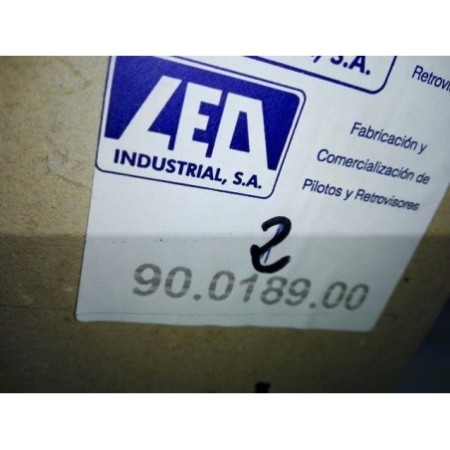 , S.A.
Retrovi
LEA
INDUSTRIAL, S.A.
Fabricación y
Comercialización de
Pilotos y Retrovisores
2
90.0189.00